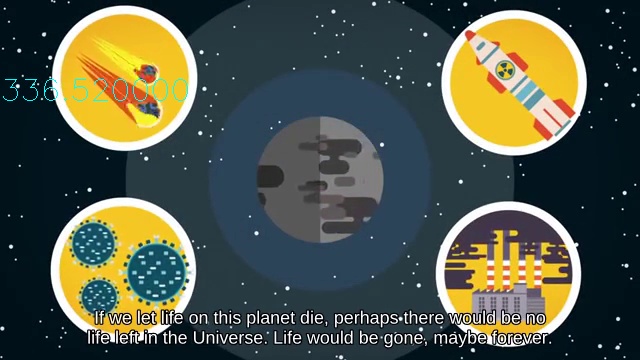 336.520000
If we let life on this planet die, perhaps there would be no
life left in the Universe. Life would be gone, maybe forever.